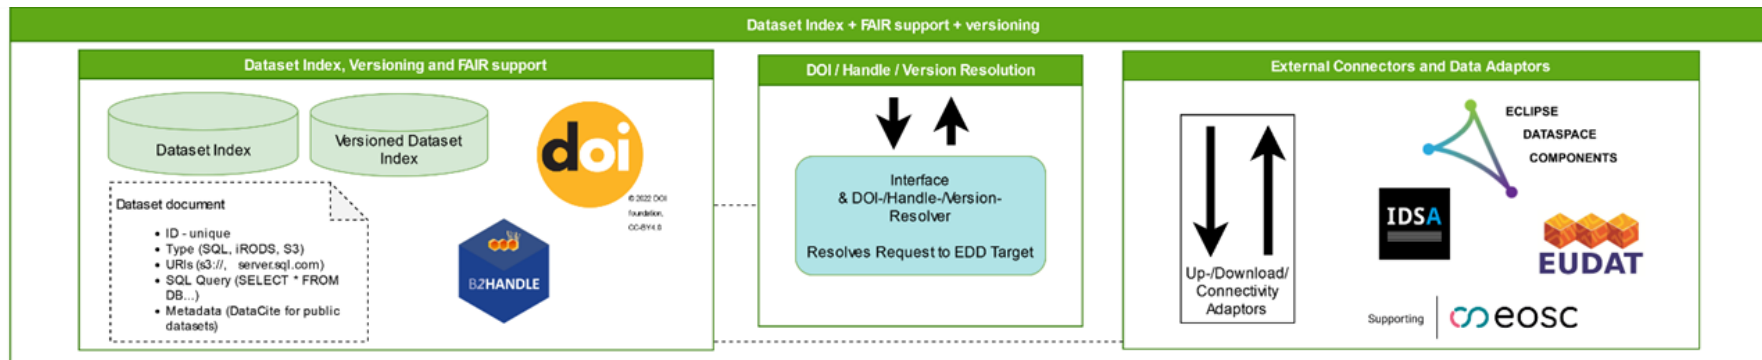 Dataset Index + FAIR support + versioning
Dataset Index, Versioning and FAIR support
Dataset Index
Versioned Dataset
Index
doi
© 2022 DOI
foundation,
CC-BY4.0
Dataset document
• ID - unique
• Type (SQL, iRODS, S3)
• URIs (s3://, server.sql.com)
• SQL Query (SELECT * FROM
DB...)
• Metadata (DataCite for public
datasets)
B2HANDLE
DOI / Handle / Version Resolution
Interface
& DOI-/Handle-/Version-
Resolver
Resolves Request to EDD Target
External Connectors and Data Adaptors
Up-/Download/
Connectivity
Adaptors
ECLIPSE
DATASPACE
COMPONENTS
IDSA
EUDAT
Supporting
eosc